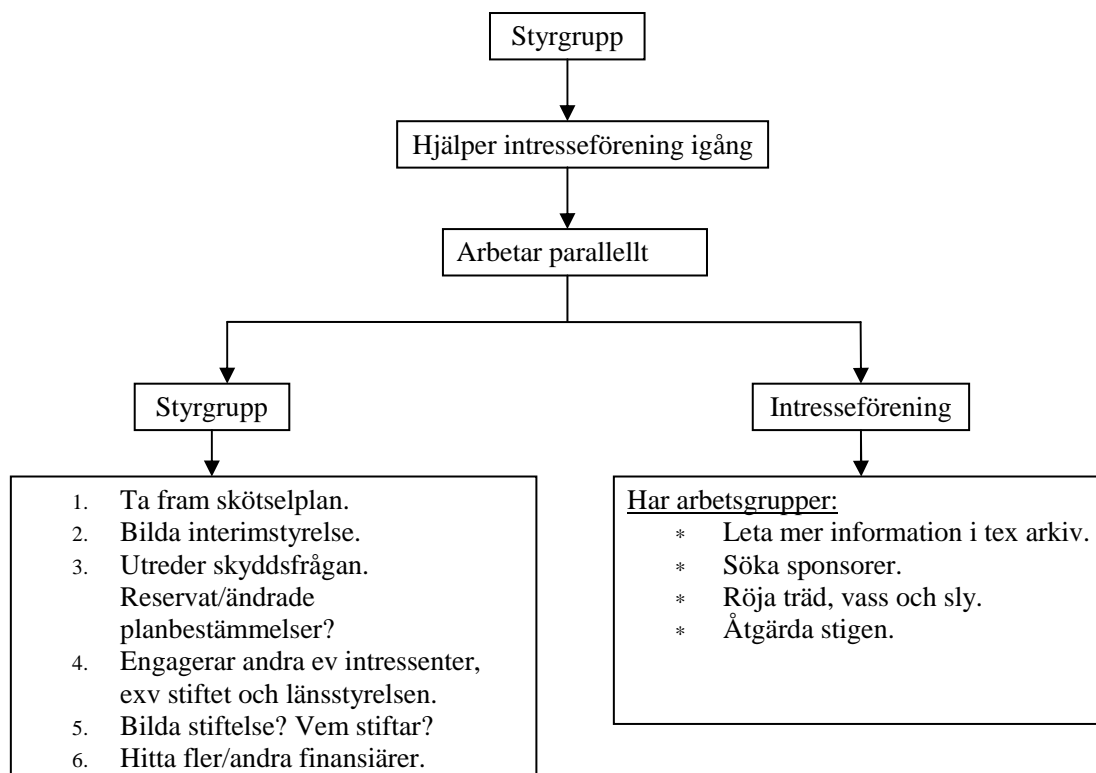 Styrgrupp
Hjälper intresseförening igång
Arbetar parallellt
Styrgrupp
Intresseförening
1. Ta fram skötselplan.
2. Bilda interimstyrelse.
3. Utreder skyddsfrågan.
Reservat/ändrade
planbestämmelser?
4. Engagerar andra ev intressenter,
exv stiftet och länsstyrelsen.
5. Bilda stiftelse? Vem stiftar?
6. Hitta fler/andra finansiärer.
Har arbetsgrupper:
* Leta mer information i tex arkiv.
* Söka sponsorer.
* Röja träd, vass och sly.
* Åtgärda stigen.